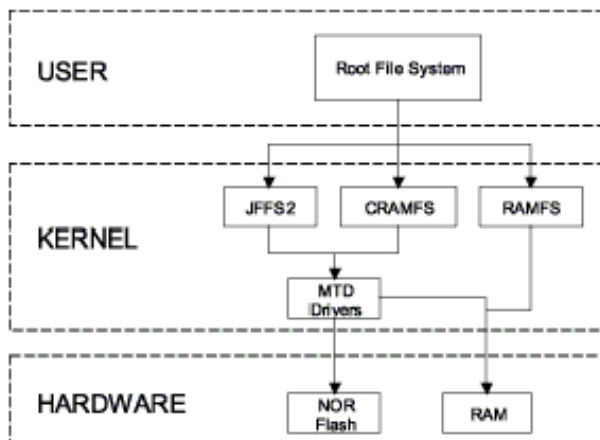 USER
Root File System
KERNEL
JFFS2
CRAMFS
RAMFS
MTD
Drivers
HARDWARE
NOR
Flash
RAM